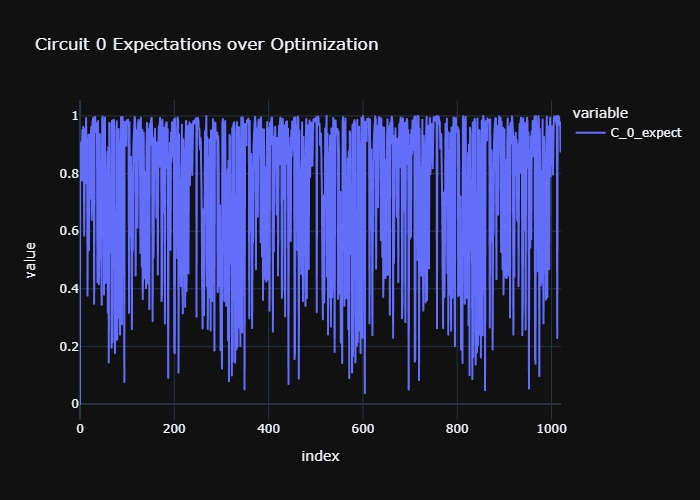 Circuit 0 Expectations over Optimization
variable
C_0_expect
1
0.8
0.6
0.4
0.2
0
value
0 200 400 600 800 1000
index